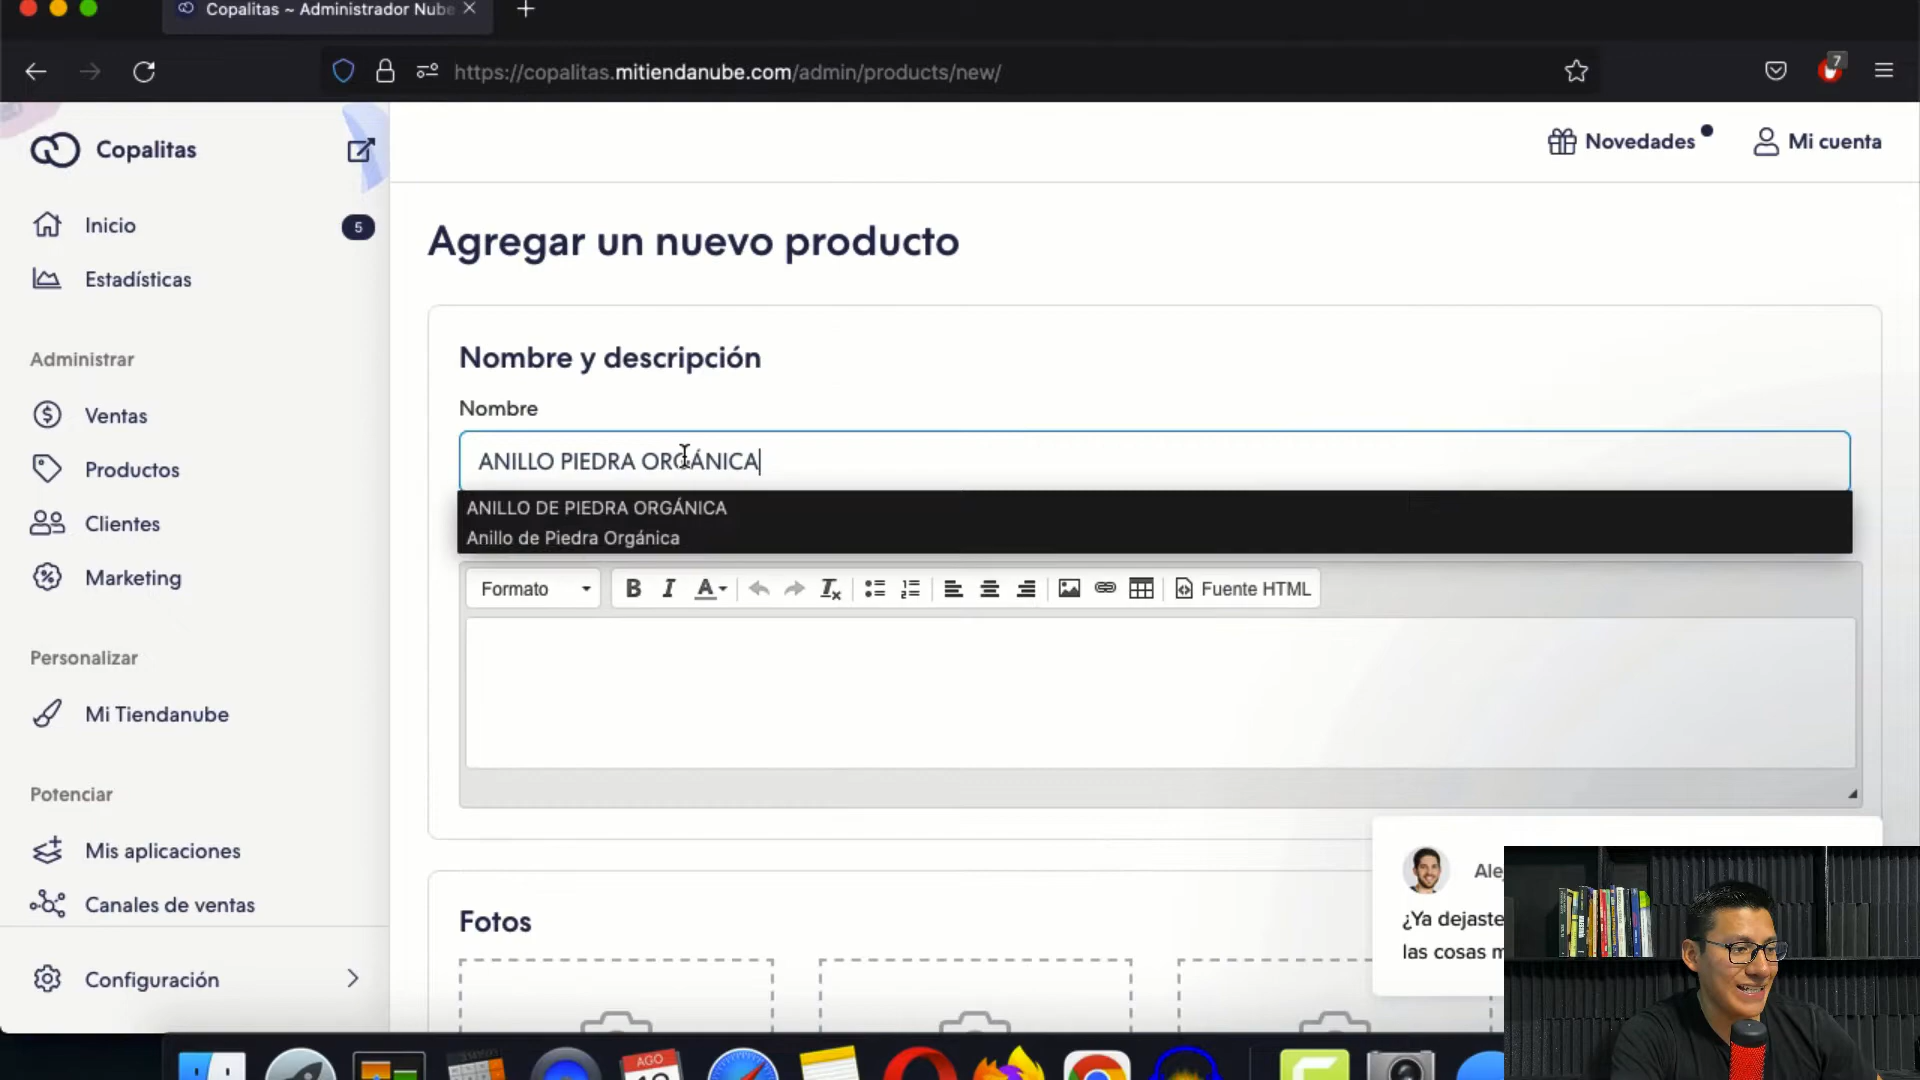 Copalitas ~ Administrador Nube
https://copalitas.mitiendanube.com/admin/products/new/
7
Copalitas
Novedades
Mi cuenta
Inicio
5
Estadísticas
Administrar
Ventas
Productos
Clientes
Marketing
Personalizar
Mi Tiendanube
Potenciar
Mis aplicaciones
Canales de ventas
Configuración
Agregar un nuevo producto
Nombre y descripción
Nombre
ANILLO PIEDRA ORGÁNICA
ANILLO DE PIEDRA ORGÁNICA
Anillo de Piedra Orgánica
Formato
B I A
Fuente HTML
Fotos
Ale
¿Ya dejaste
las cosas m
AGO